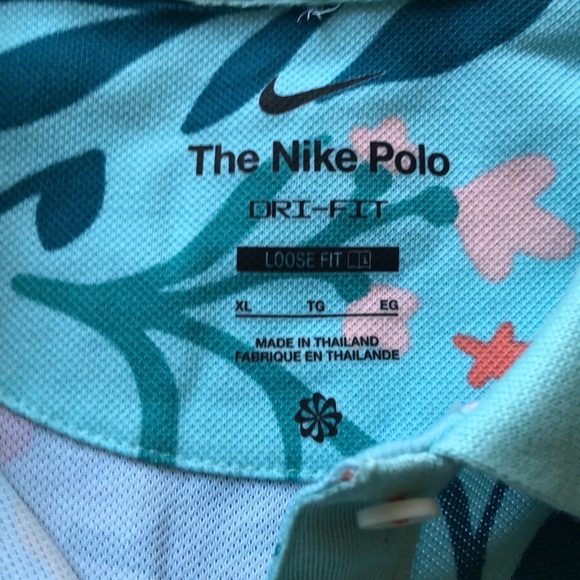 The Nike Polo
DRI-FIT
LOOSE FIT
XL TG EG
MADE IN THAILAND
FABRIQUE EN THAILANDE